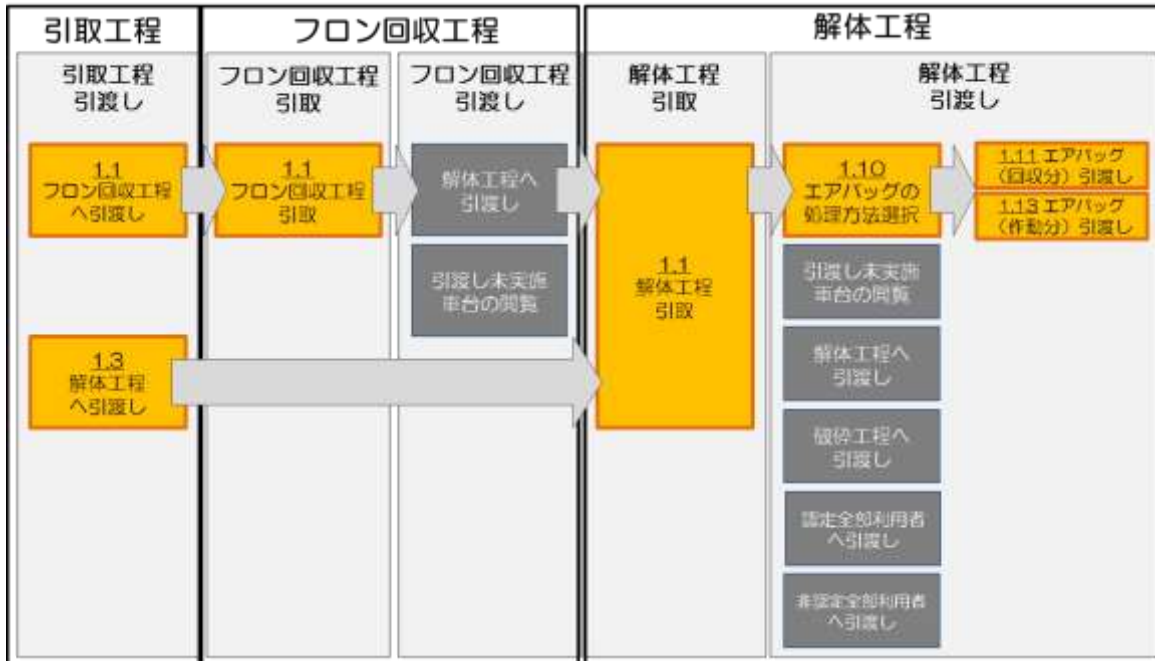 引取工程
フロン回収工程
解体工程
引取工程
引渡し
フロン回収工程
引取
フロン回収工程
引渡し
解体工程
引取
解体工程
引渡し
1.1
フロン回収工程
へ引渡し
1.1
フロン回収工程
引取
解体工程へ
引渡し
引渡し未実施
車台の閲覧
1.3
解体工程
へ引渡し
1.1
解体工程
引取
1.10
エアバッグの
処理方法選択
1.11 エアバッグ
（回収分）引渡し
1.13 エアバッグ
（作動分）引渡し
引渡し未実施
車台の閲覧
解体工程へ
引渡し
破砕工程へ
引渡し
認定全部利用者
へ引渡し
非認定全部利用者
へ引渡し